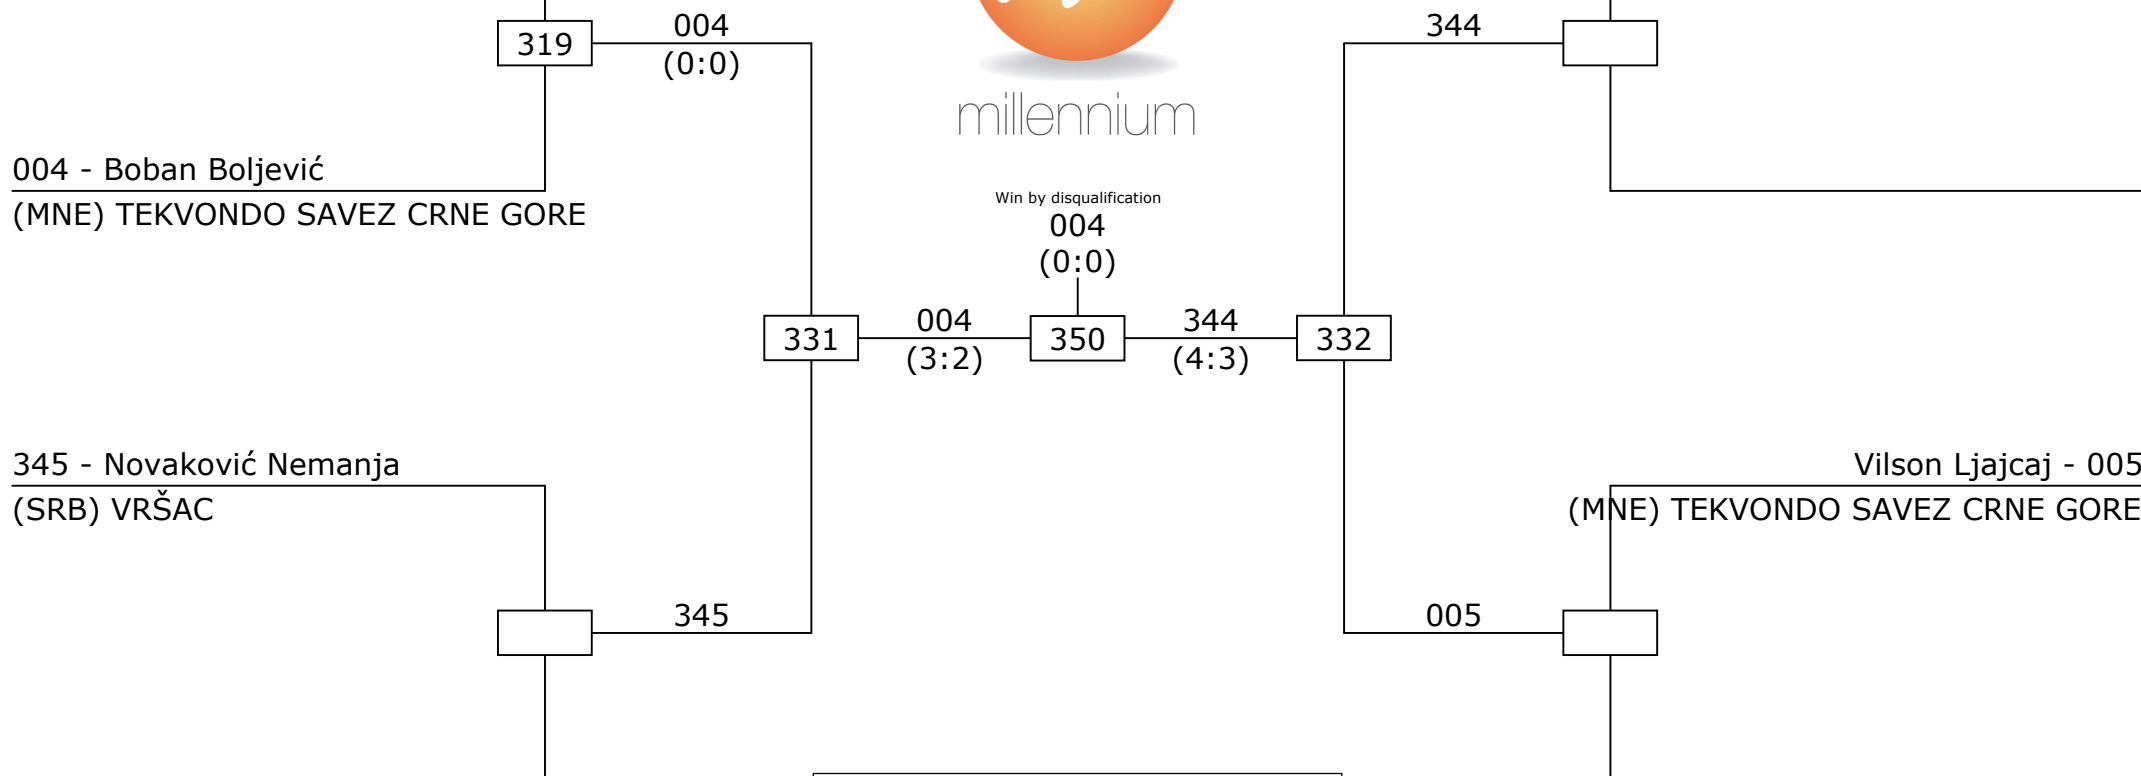 319
004
(0:0)
344
millennium
004 - Boban Boljević
(MNE) TEKVONDO SAVEZ CRNE GORE
Win by disqualification
004
(0:0)
331
004
(3:2)
350
344
(4:3)
332
345 - Novaković Nemanja
(SRB) VRŠAC
Vilson Ljajcaj - 005
(MNE) TEKVONDO SAVEZ CRNE GORE
345
005